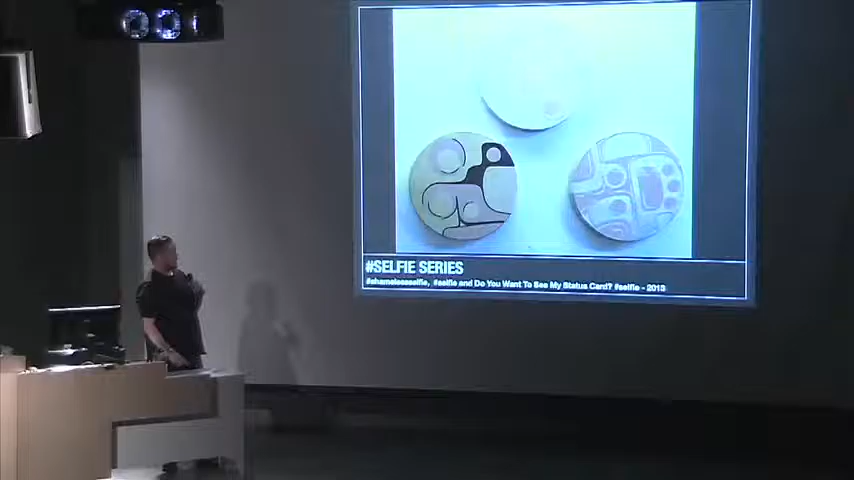 #SELFIE SERIES
#shamelessselfie, #selfie and Do You Want To See My Status Card? #selfie - 2013